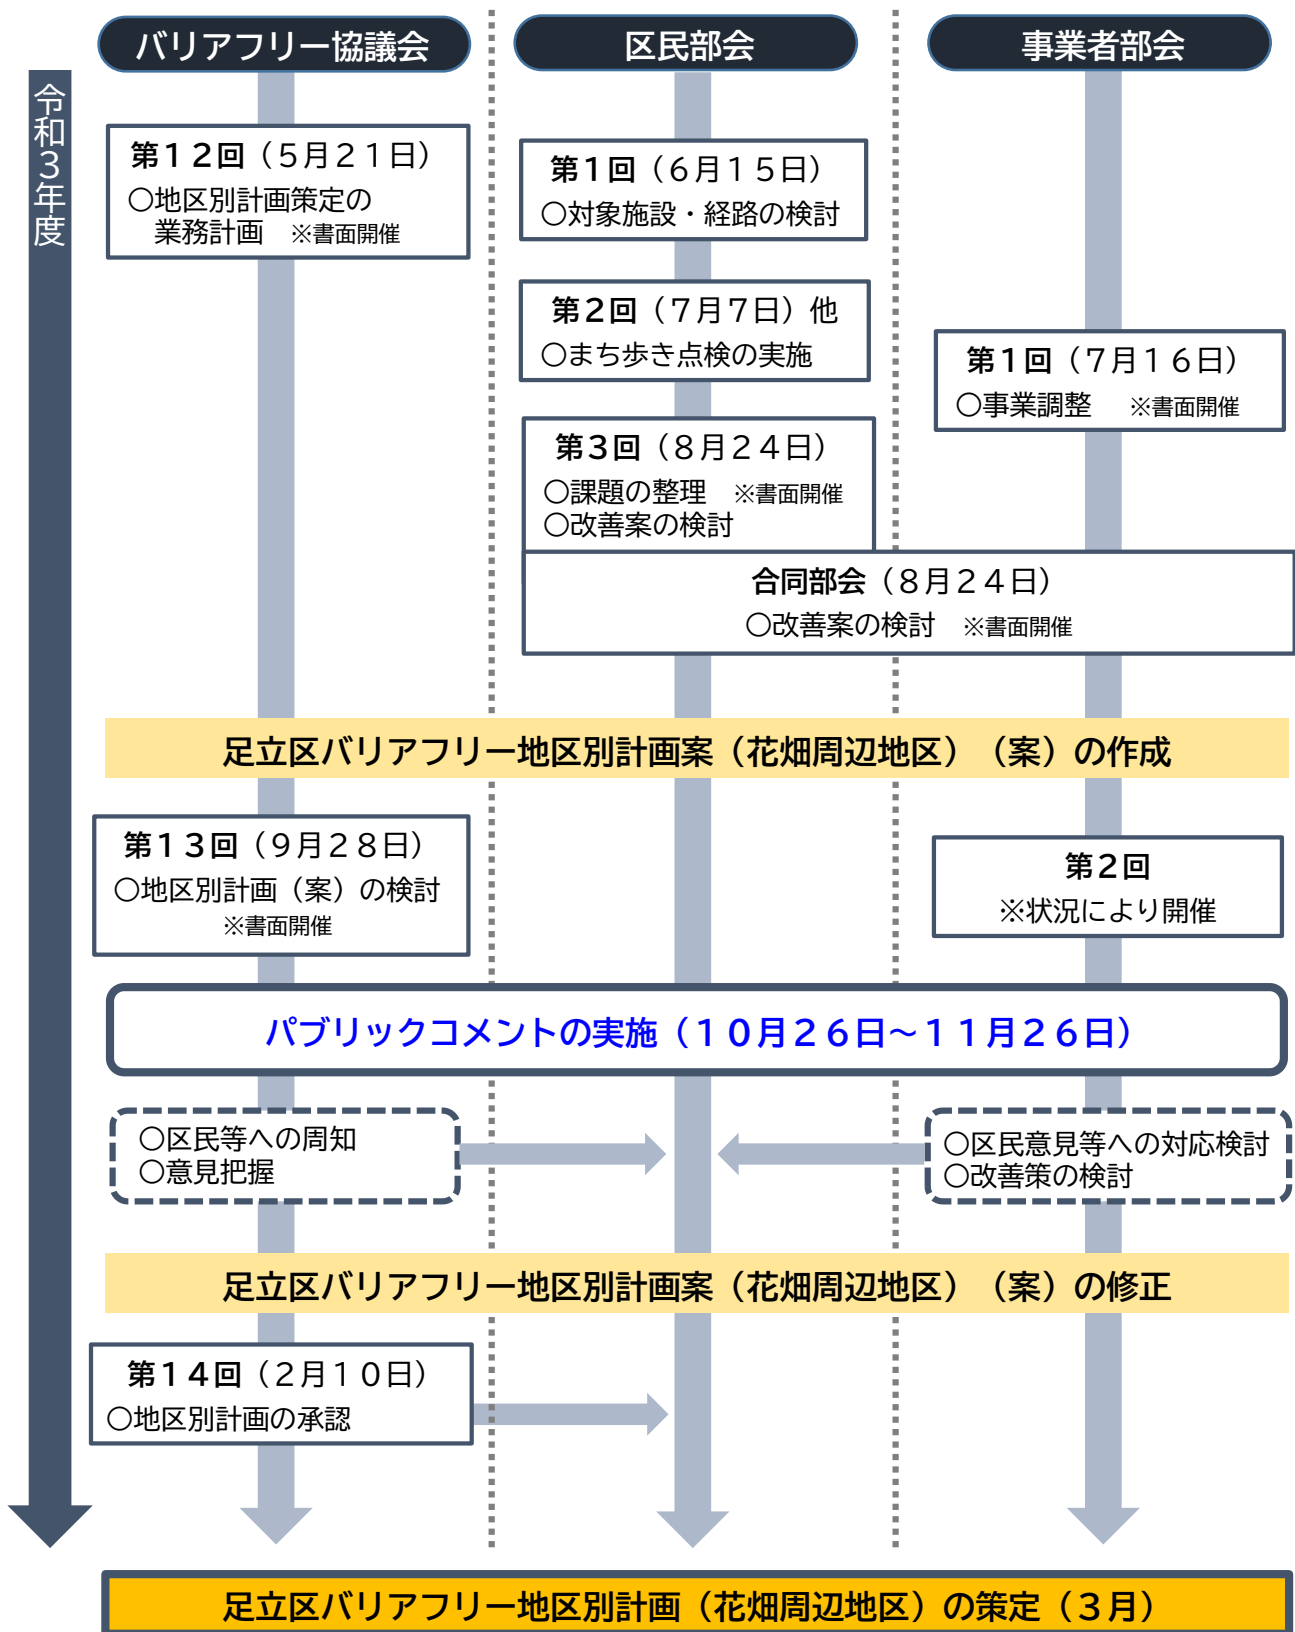 バリアフリー協議会
区民部会
事業者部会
令和3年度
第12回（5月21日）
○地区別計画策定の
業務計画　※書面開催
第1回（6月15日）
○対象施設・経路の検討
第2回（7月7日）他
○まち歩き点検の実施
第1回（7月16日）
○事業調整　※書面開催
第3回（8月24日）
○課題の整理　※書面開催
○改善案の検討
合同部会（8月24日）
○改善案の検討　※書面開催
足立区バリアフリー地区別計画案（花畑周辺地区）（案）の作成
第13回（9月28日）
○地区別計画（案）の検討
※書面開催
第2回
※状況により開催
パブリックコメントの実施（10月26日～11月26日）
○区民等への周知
○意見把握
○区民意見等への対応検討
○改善策の検討
足立区バリアフリー地区別計画案（花畑周辺地区）（案）の修正
第14回（2月10日）
○地区別計画の承認
足立区バリアフリー地区別計画（花畑周辺地区）の策定（3月）